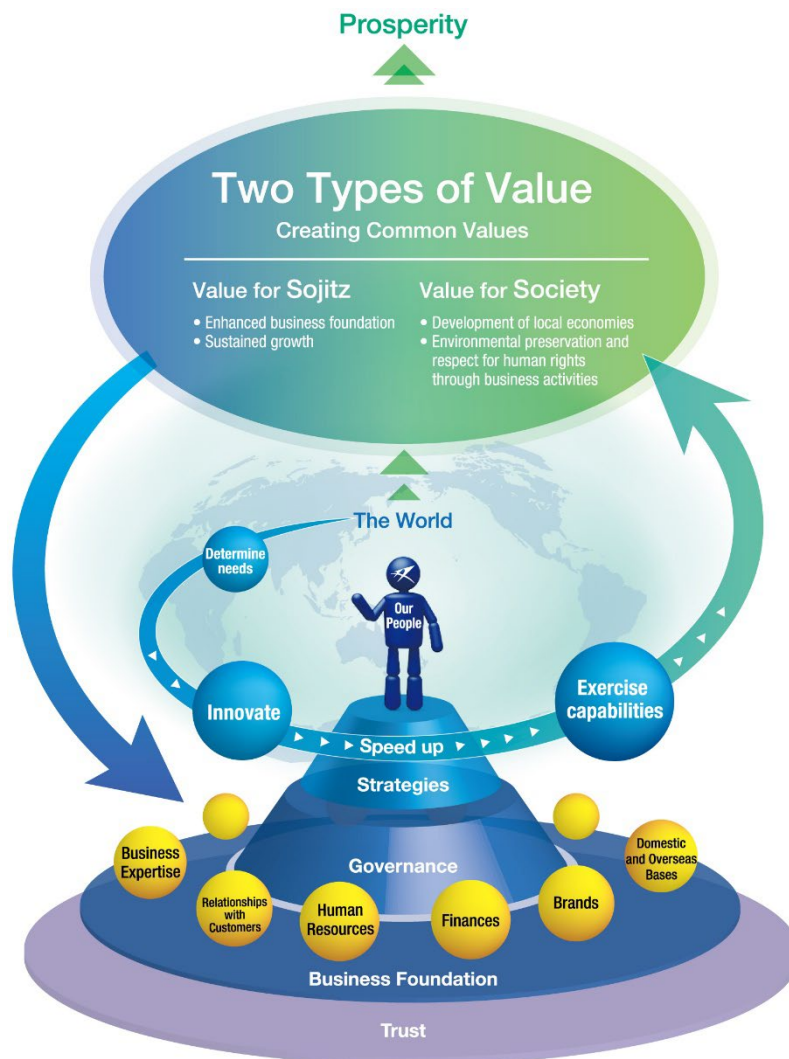 Prosperity
Two Types of Value
Creating Common Values
Value for Sojitz
• Enhanced business foundation
• Sustained growth
Value for Society
• Development of local economies
• Environmental preservation and
respect for human rights
through business activities
The World
Determine
needs
Our
People
Innovate
Exercise
capabilities
Speed up
Strategies
Governance
Business
Expertise
Relationships
with
Customers
Human
Resources
Finances
Brands
Domestic
and Overseas
Bases
Business Foundation
Trust